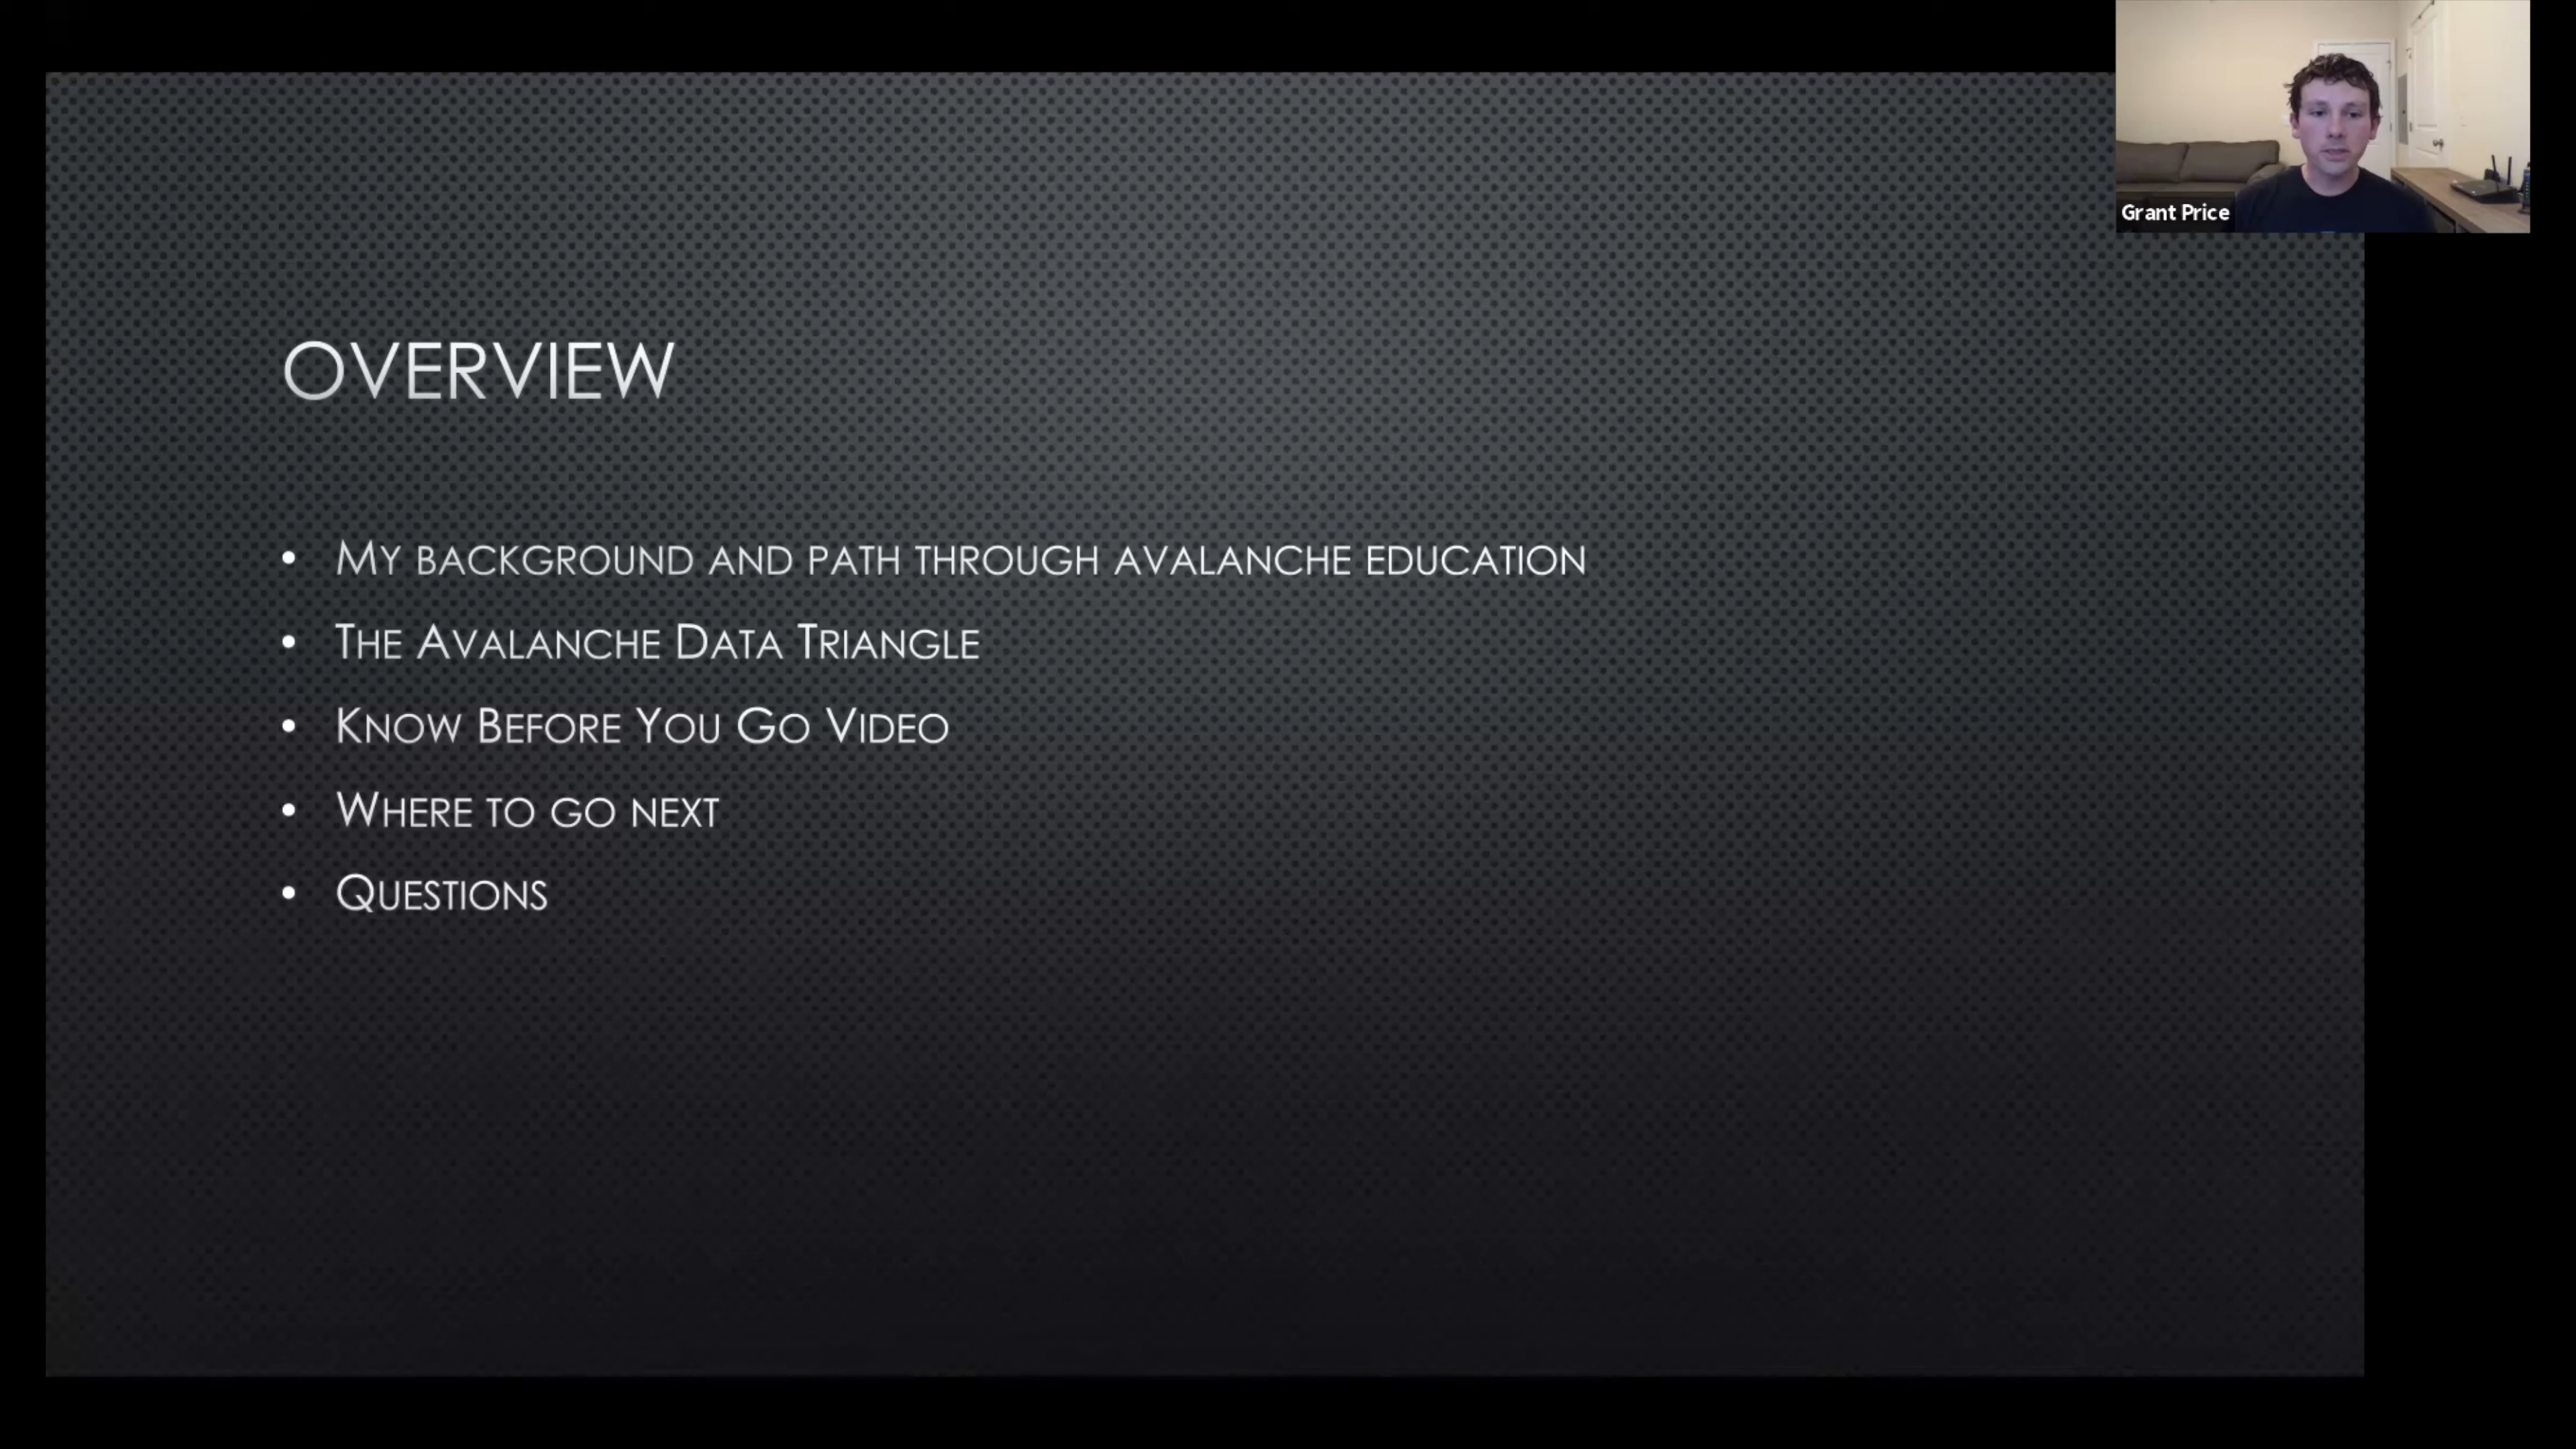 Grant Price
OVERVIEW
• MY BACKGROUND AND PATH THROUGH AVALANCHE EDUCATION
• THE AVALANCHE DATA TRIANGLE
• KNOW BEFORE YOU GO VIDEO
• WHERE TO GO NEXT
• QUESTIONS